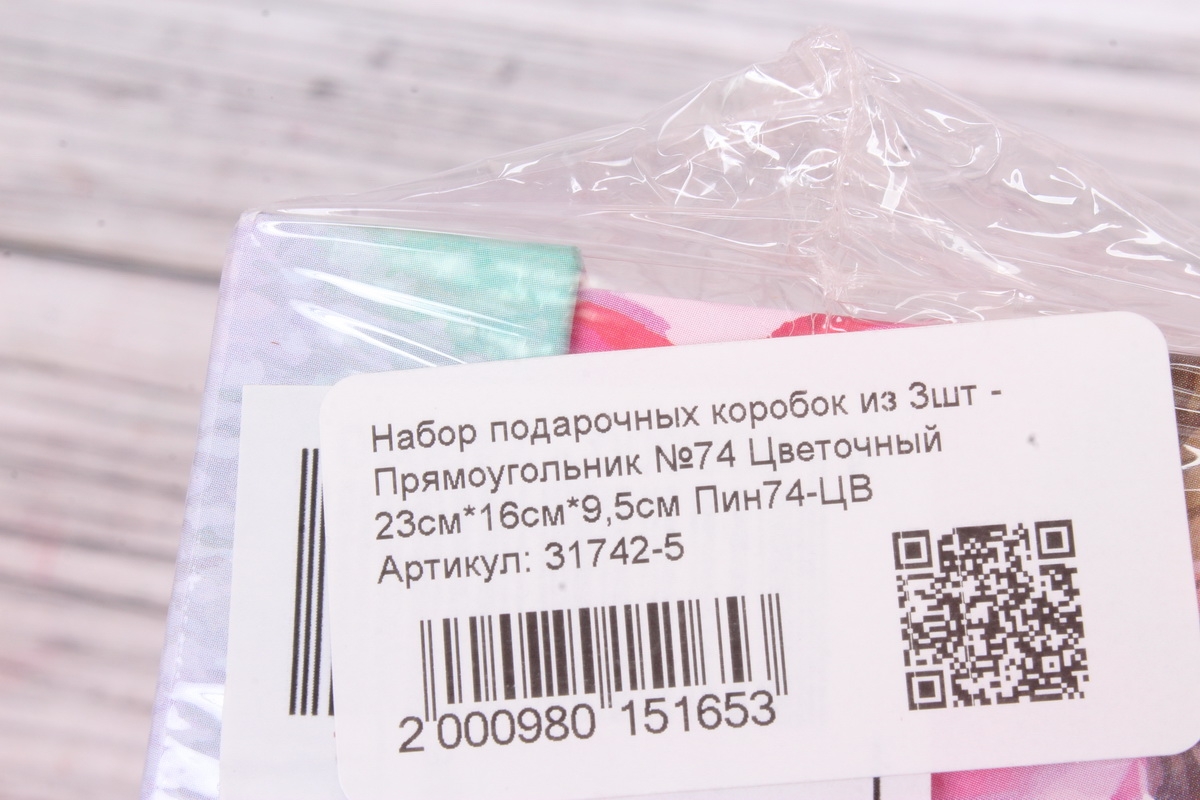 Набор подарочных коробок из 3шт -
Прямоугольник №74 Цветочный
23см*16см*9,5см Пин74-ЦВ
Артикул: 31742-5
2 000980 151653